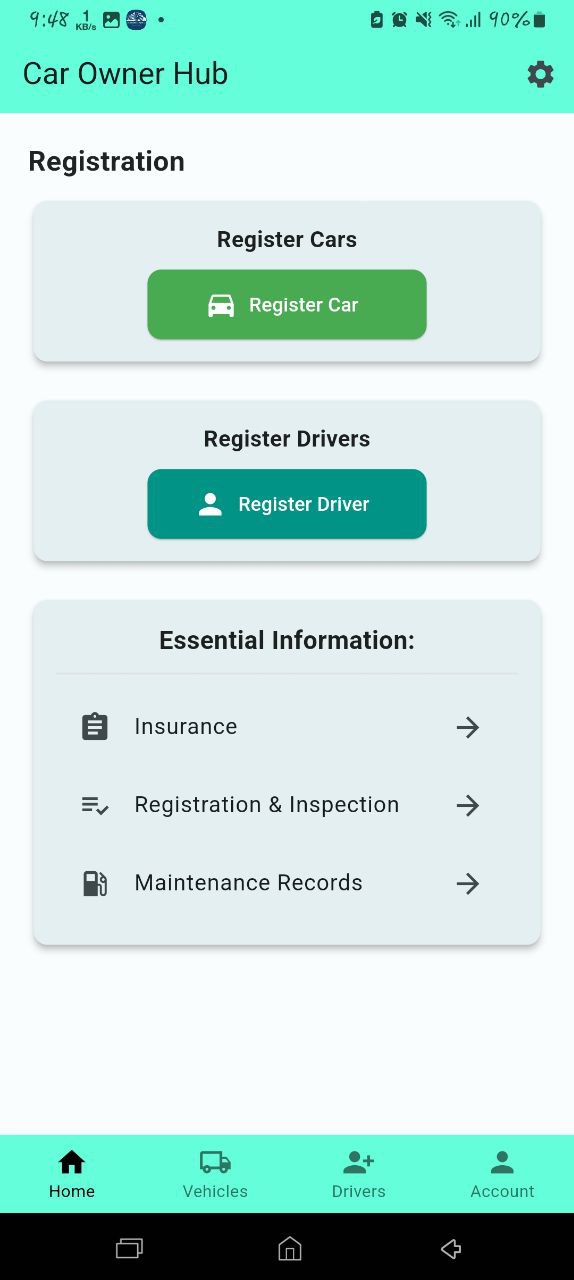 9:48 1 KB/s 90%
Car Owner Hub
Registration
Register Cars
Register Car
Register Drivers
Register Driver
Essential Information:
Insurance
Registration & Inspection
Maintenance Records
Home Vehicles Drivers Account